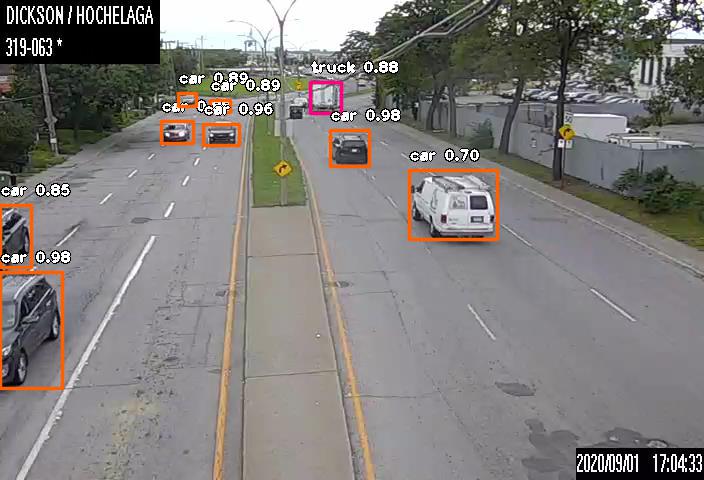 DICKSON / HOCHELAGA
319-063 *
truck 0.88
car 0.89
car 0.89
car 0.96
car 0.98
car 0.70
car 0.85
car 0.98
2020/09/01 17:04:33